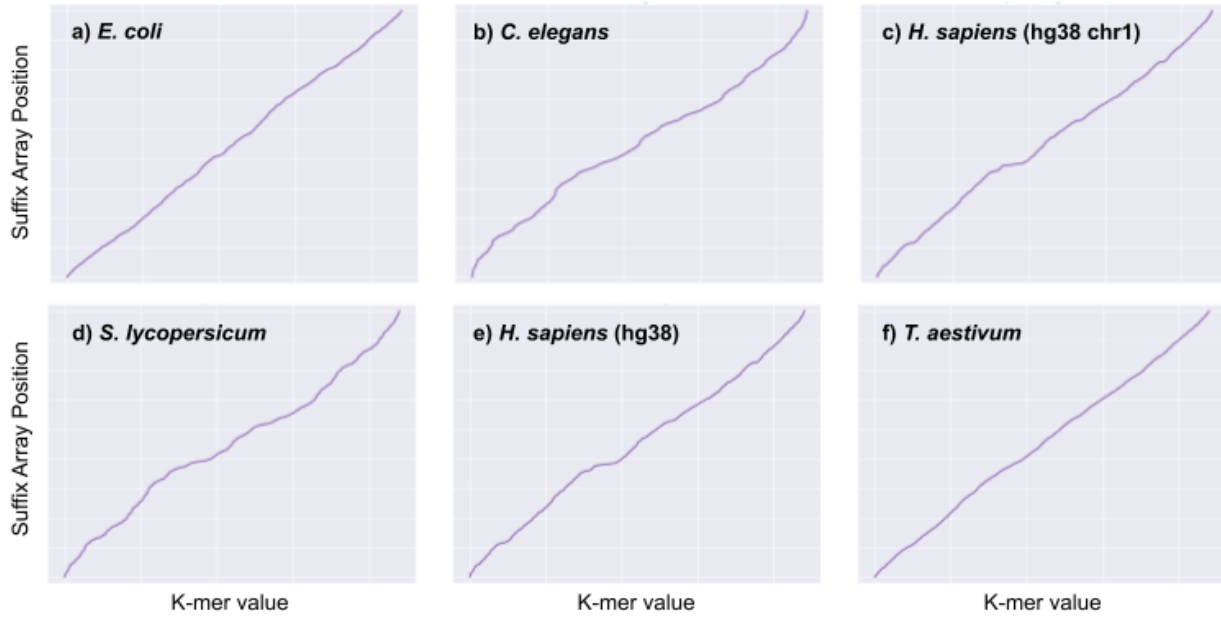 a) E. coli
b) C. elegans
c) H. sapiens (hg38 chr1)
Suffix Array Position
d) S. lycopersicum
e) H. sapiens (hg38)
f) T. aestivum
Suffix Array Position
K-mer value
K-mer value
K-mer value